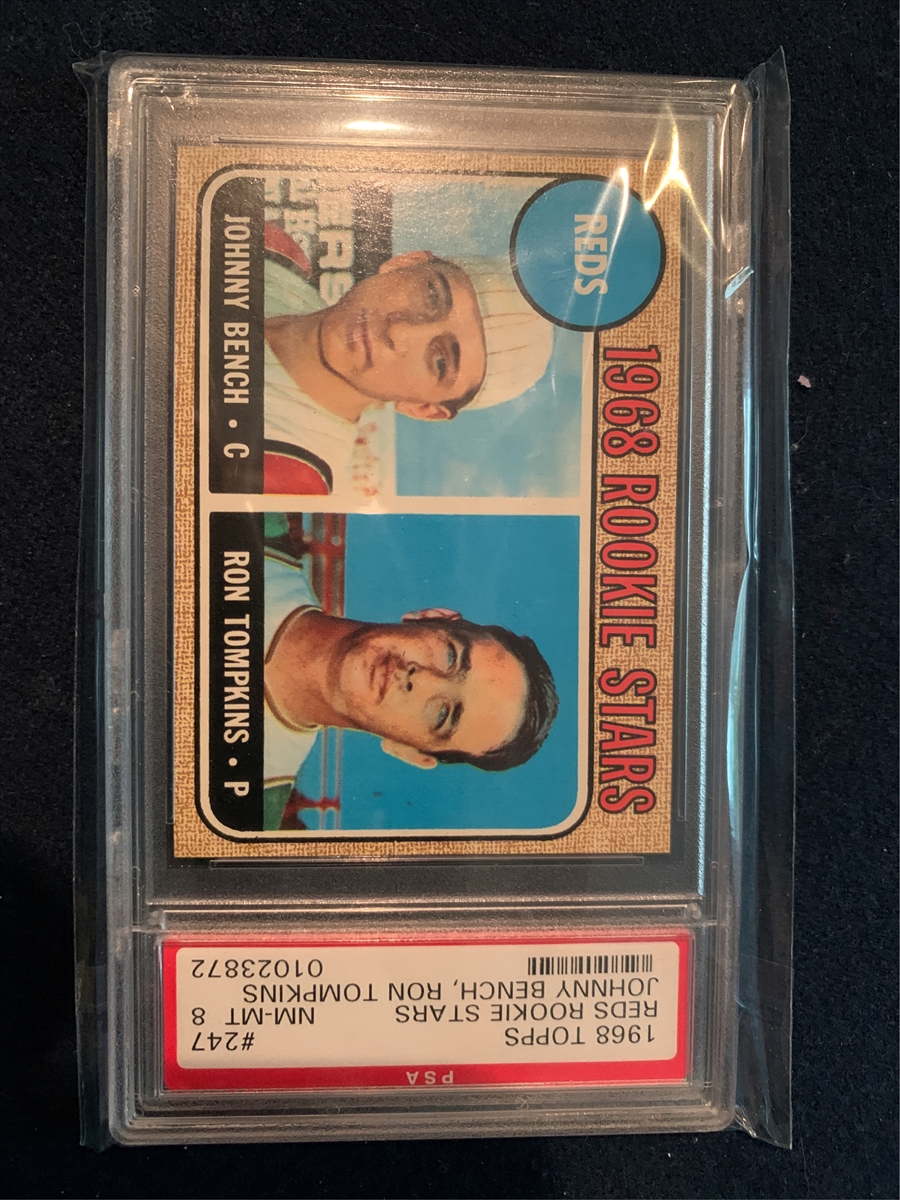 REDS
1968 ROOKIE STARS
JOHNNY BENCH • C
RON TOMPKINS • P
PSA
1968 TOPPS #247
REDS ROOKIE STARS NM-MT 8
JOHNNY BENCH, RON TOMPKINS
01023872